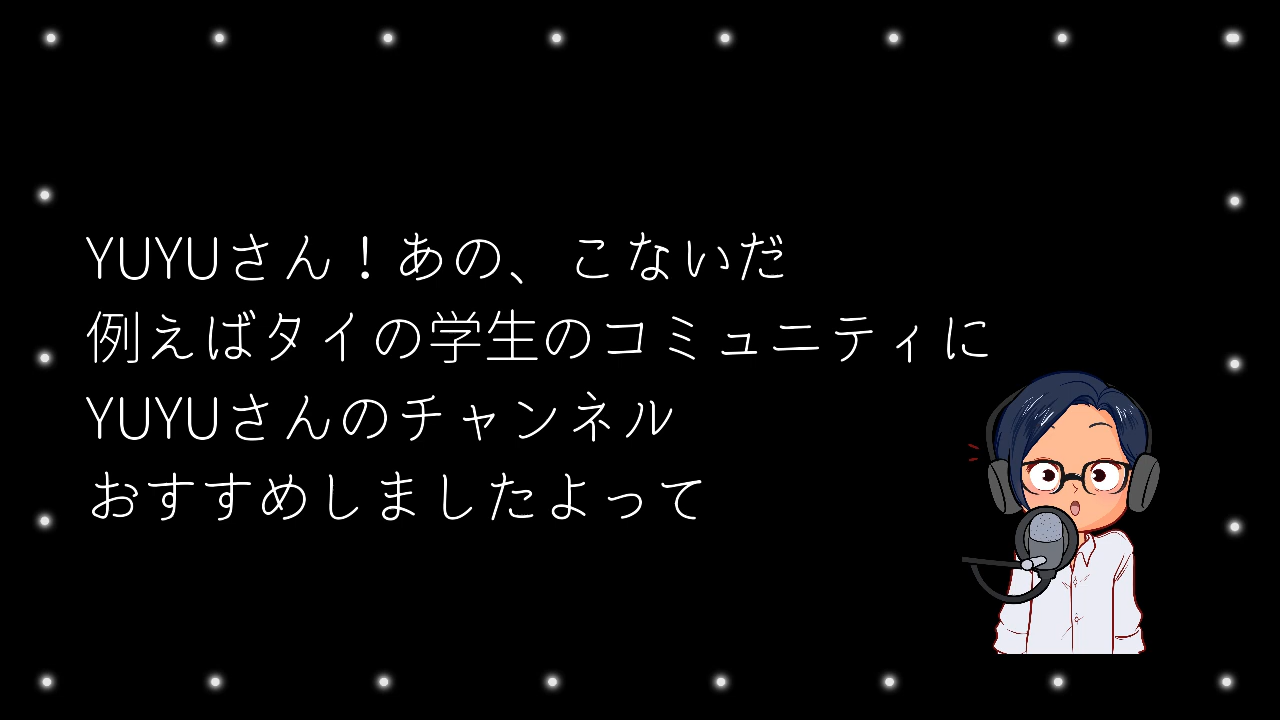 YUYUさん！あの、こないだ
例えばタイの学生のコミュニティに
YUYUさんのチャンネル
おすすめしましたよって